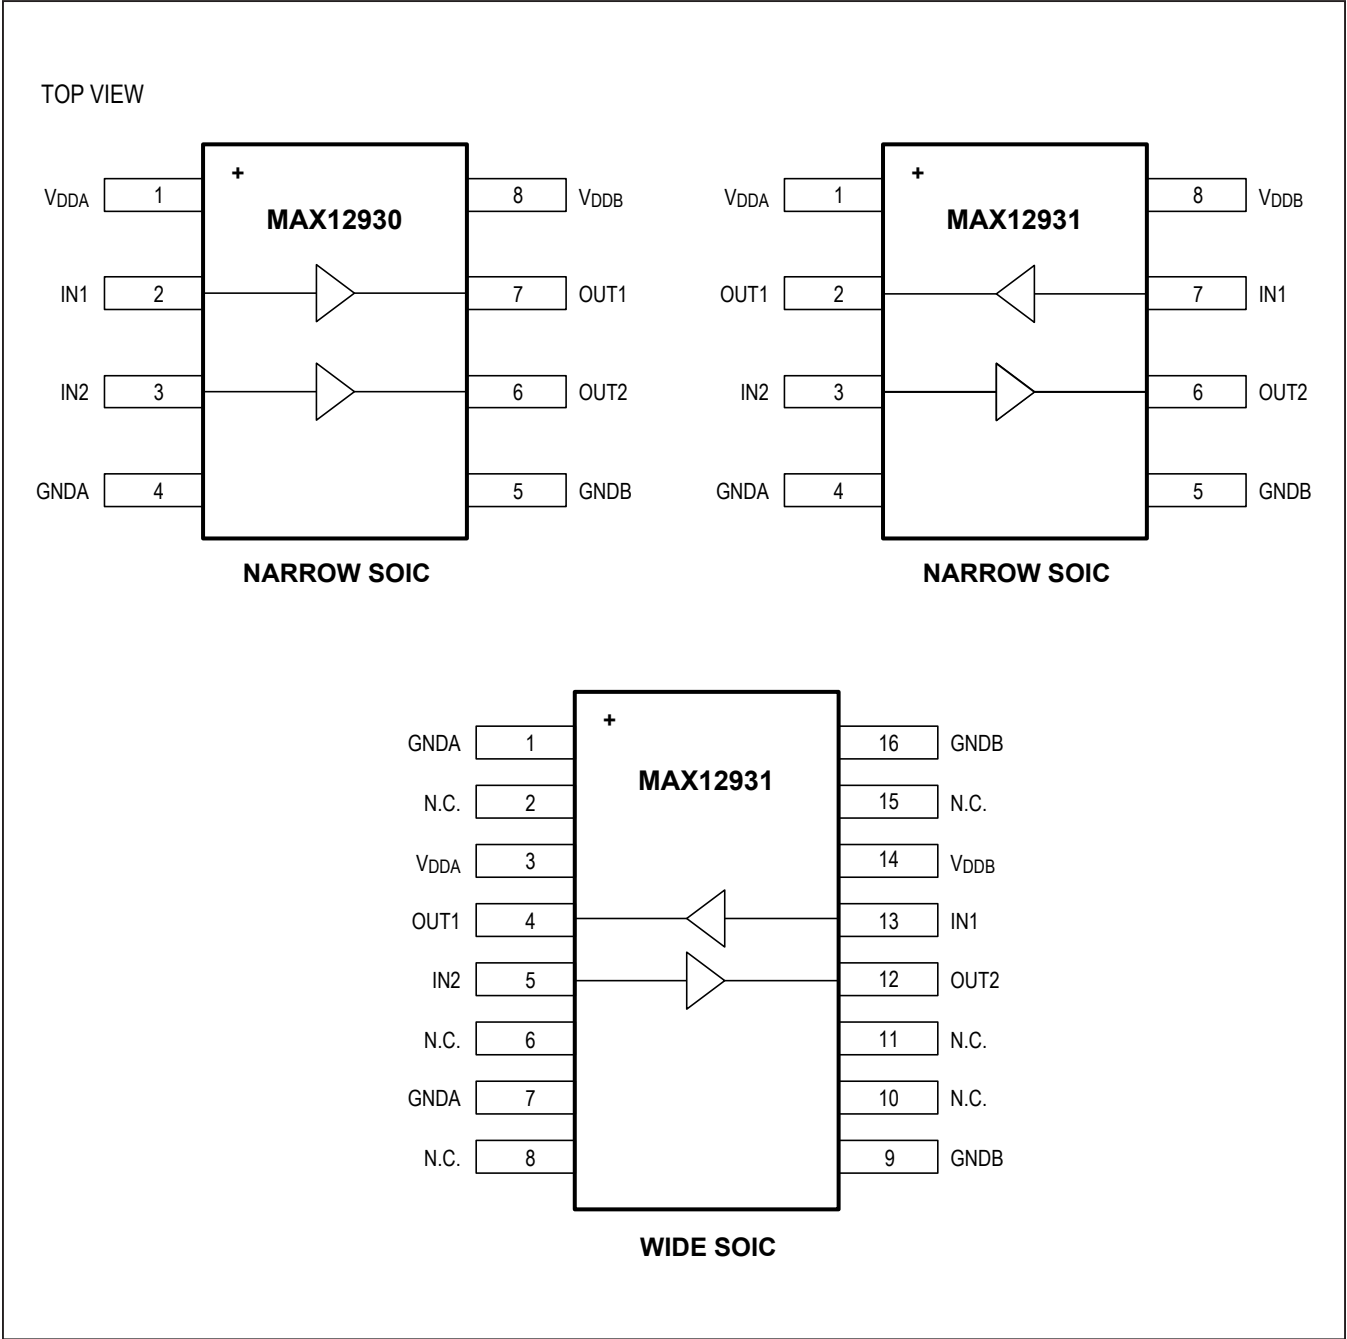 TOP VIEW
+
MAX12930
VDDA 1 8 VDDB
IN1 2 7 OUT1
IN2 3 6 OUT2
GNDA 4 5 GNDB
NARROW SOIC
+
MAX12931
VDDA 1 8 VDDB
OUT1 2 7 IN1
IN2 3 6 OUT2
GNDA 4 5 GNDB
NARROW SOIC
+
MAX12931
GNDA 1 16 GNDB
N.C. 2 15 N.C.
VDDA 3 14 VDDB
OUT1 4 13 IN1
IN2 5 12 OUT2
N.C. 6 11 N.C.
GNDA 7 10 N.C.
N.C. 8 9 GNDB
WIDE SOIC